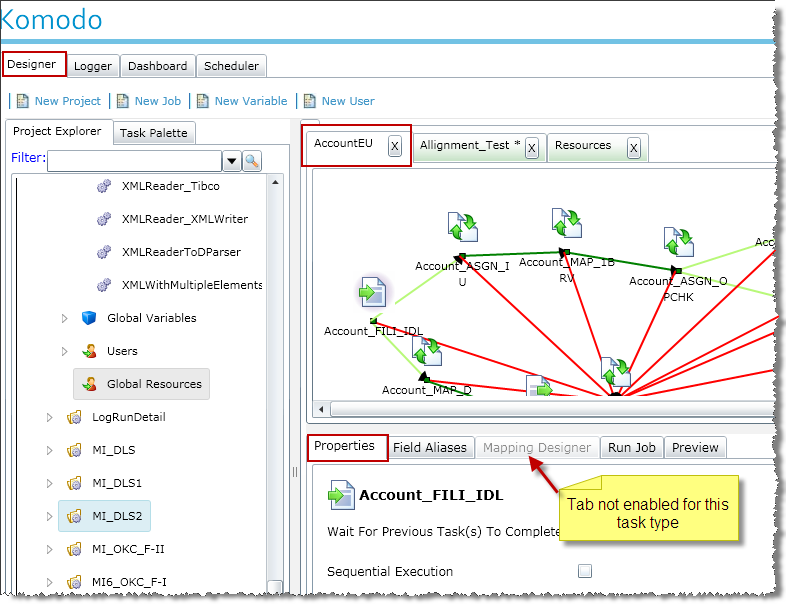 Komodo
Designer Logger Dashboard Scheduler
New Project New Job New Variable New User
Project Explorer Task Palette
Filter:
XMLReader_Tibco
XMLReader_XMLWriter
XMLReaderToDParser
XMLWithMultipleElements
Global Variables
Users
Global Resources
LogRunDetail
MI_DLS
MI_DLS1
MI_DLS2
MI_OKC_F-II
MI6_OKC_F-I
AccountEU X Allignment_Test * X Resources X
Account_ASGN_I
U
Account_MAP_1B
RV
Account_ASGN_O
PCHK
Acc
Account_FILI_IDL
Account_MAP_D
Properties Field Aliases Mapping Designer Run Job Preview
Account_FILI_IDL
Wait For Previous Task(s) To Complete
Sequential Execution
Tab not enabled for this
task type